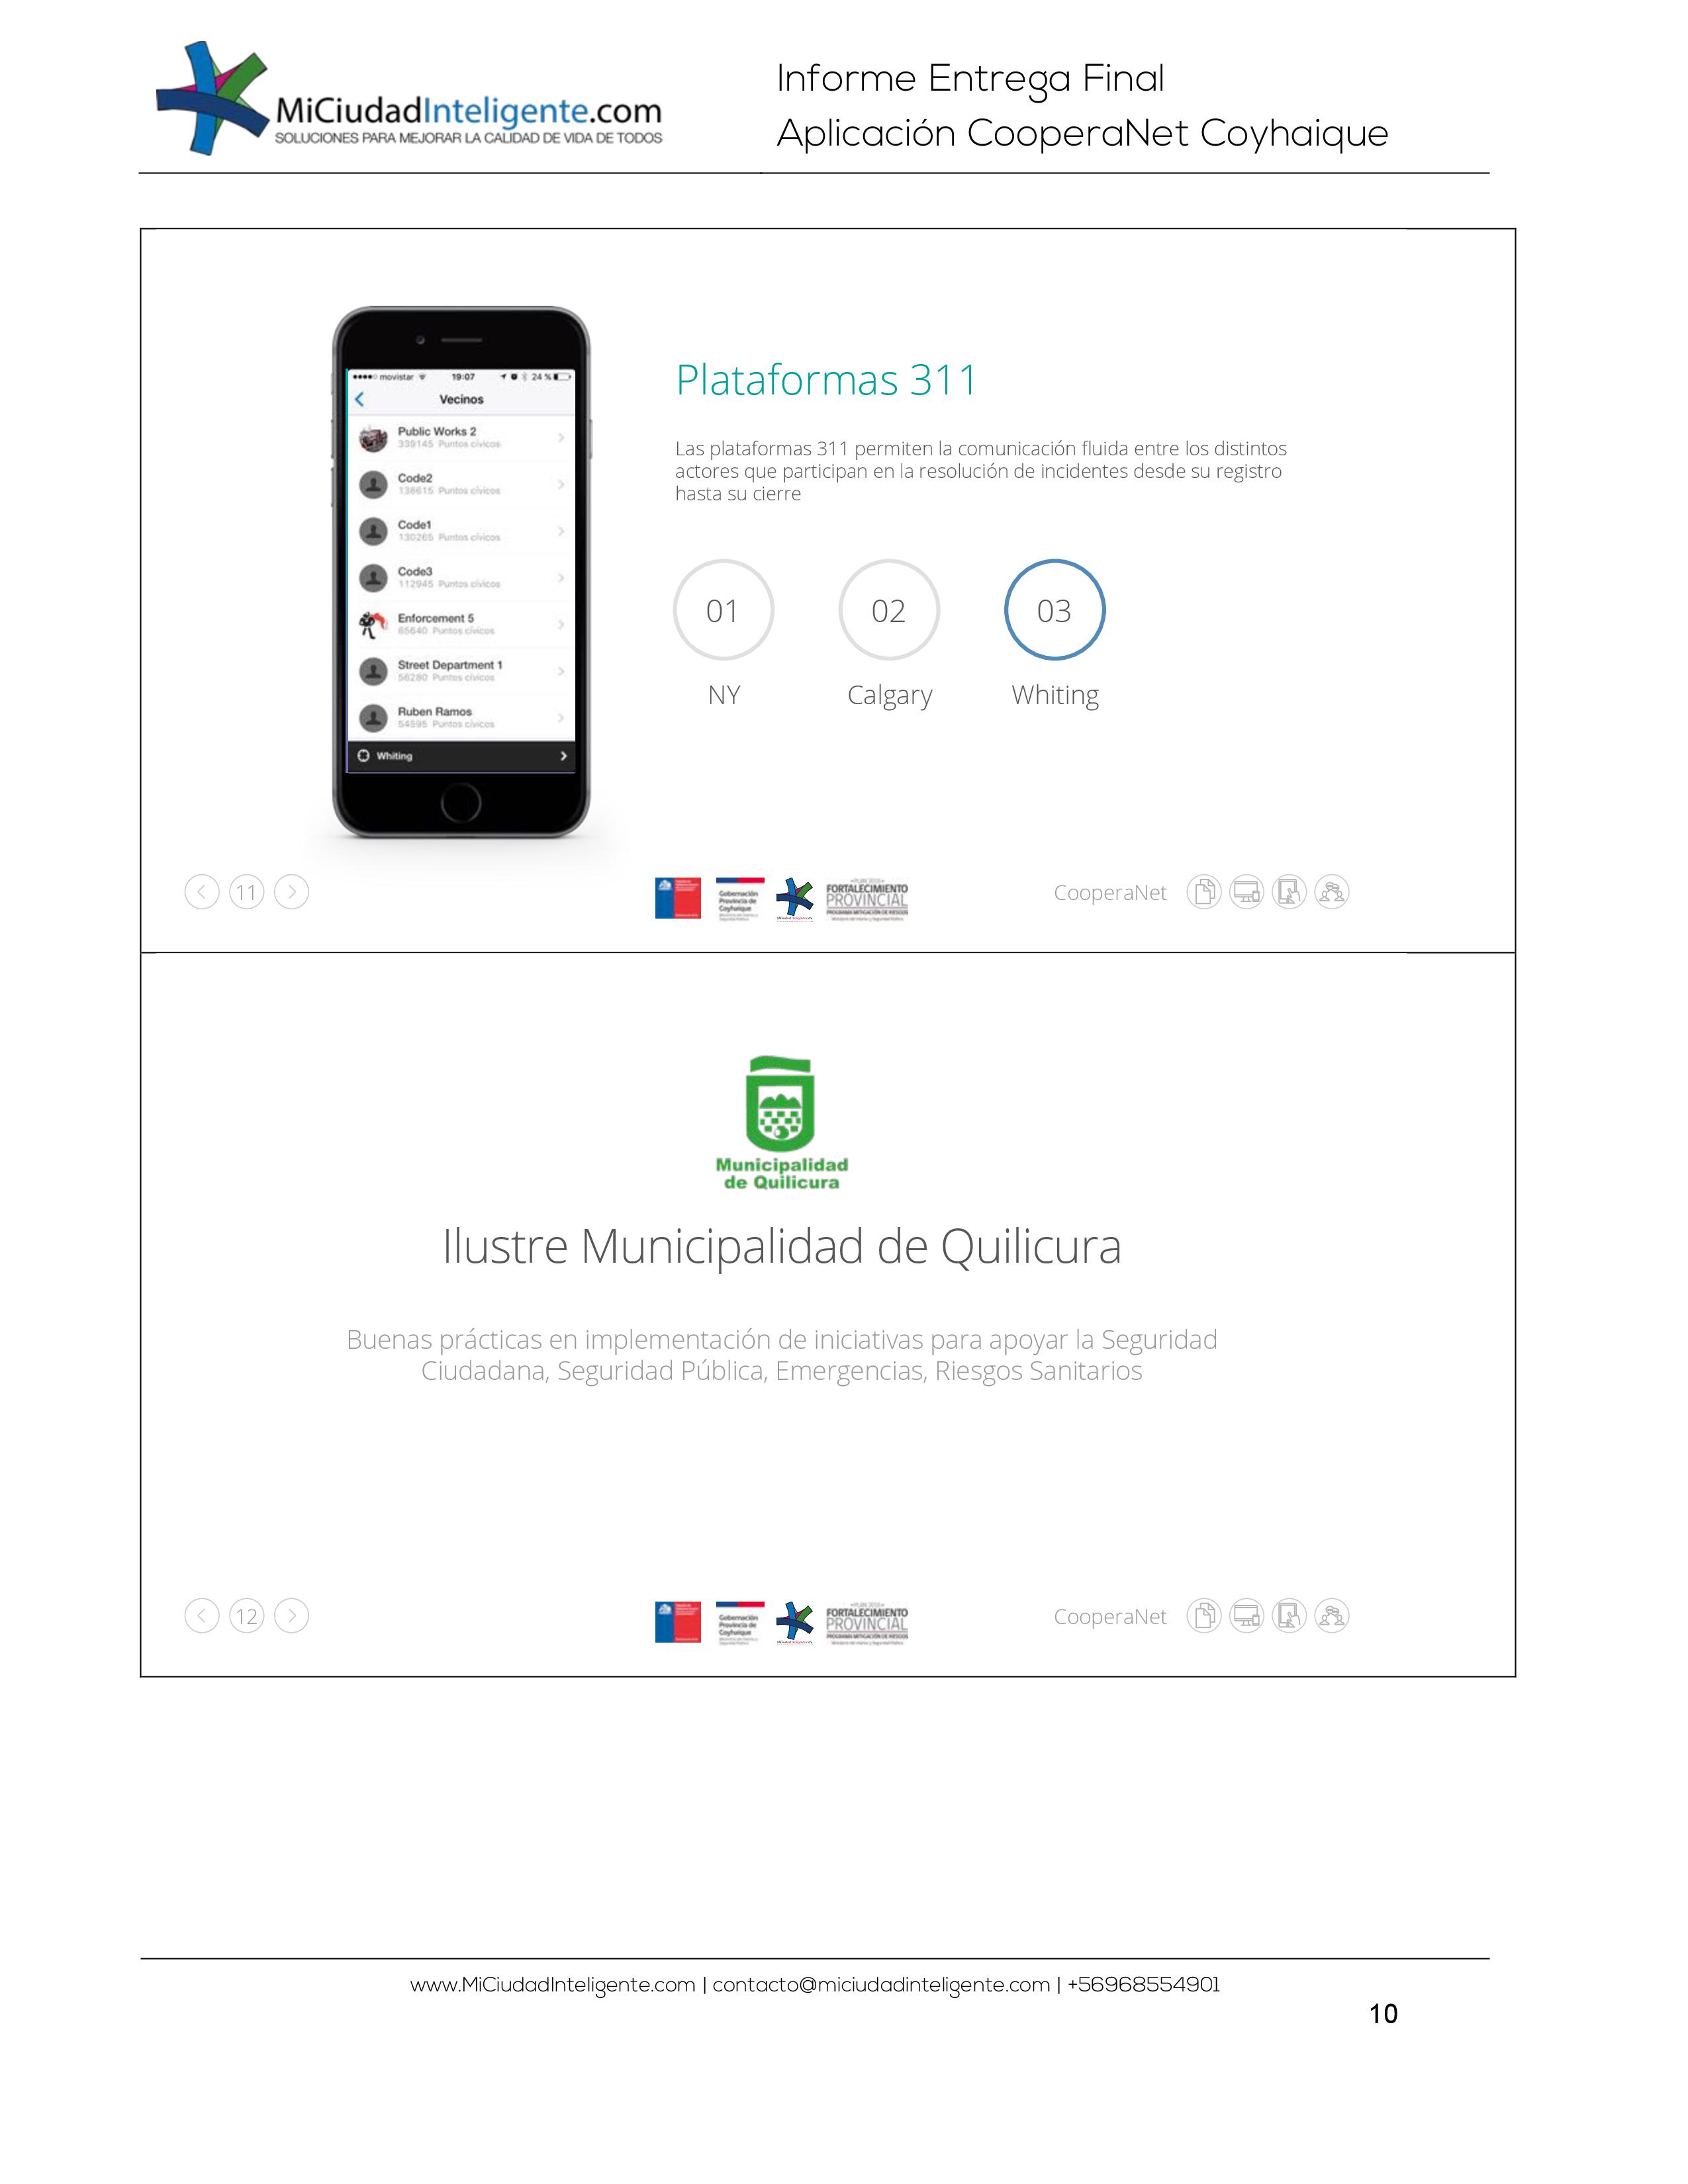 MiCiudadInteligente.com
SOLUCIONES PARA MEJORAR LA CALIDAD DE VIDA DE TODOS
Informe Entrega Final
Aplicación CooperaNet Coyhaique
movistar 19:07 24 %
Vecinos
Public Works 2
339145 Puntos cívicos
Code2
136615 Puntos cívicos
Code1
130265 Puntos cívicos
Code3
112945 Puntos cívicos
Enforcement 5
65640 Puntos cívicos
Street Department 1
56280 Puntos cívicos
Ruben Ramos
54595 Puntos cívicos
Whiting
Plataformas 311
Las plataformas 311 permiten la comunicación fluida entre los distintos
actores que participan en la resolución de incidentes desde su registro
hasta su cierre
01 02 03
NY Calgary Whiting
11
Gobernación
Provincia de
Coyhaique
FORTALECIMIENTO
PROVINCIAL
PROGRAMA MITIGACIÓN DE RIESGOS
CooperaNet
Municipalidad
de Quilicura
Ilustre Municipalidad de Quilicura
Buenas prácticas en implementación de iniciativas para apoyar la Seguridad
Ciudadana, Seguridad Pública, Emergencias, Riesgos Sanitarios
12
Gobernación
Provincia de
Coyhaique
FORTALECIMIENTO
PROVINCIAL
PROGRAMA MITIGACIÓN DE RIESGOS
CooperaNet
www.MiCiudadInteligente.com | contacto@miciudadinteligente.com | +56968554901
10